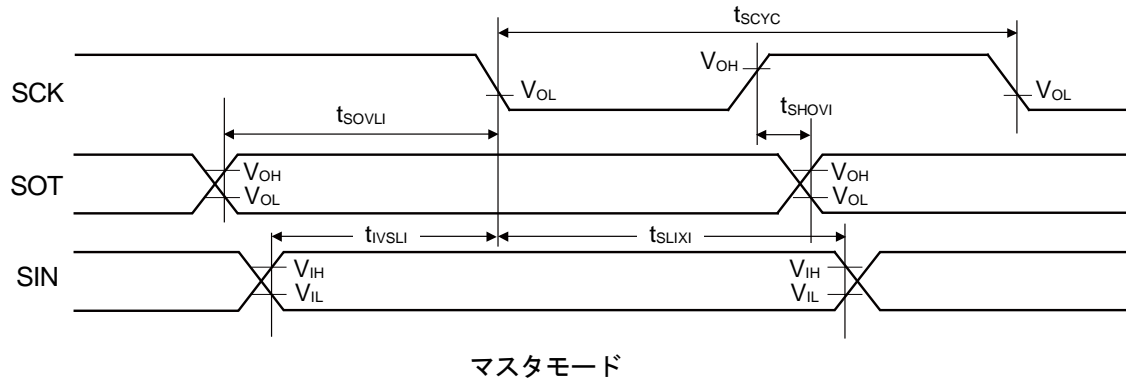 tSCYC
SCK
VOH
VOL
VOL
tSOVLI
tSHOVI
SOT
VOH
VOL
VOH
VOL
tIVSLI
tSLIXI
SIN
VIH
VIL
VIH
VIL
マスタモード